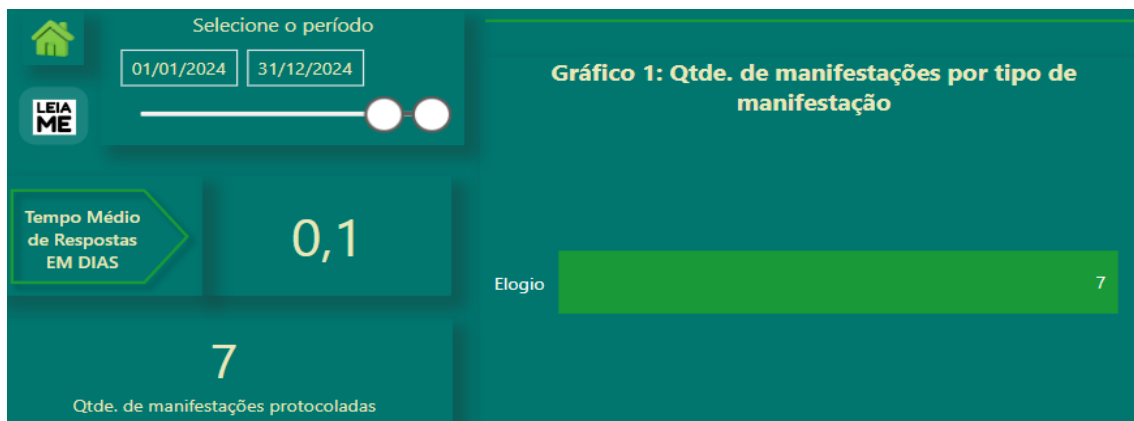 Selecione o período
01/01/2024 31/12/2024
LEIA
ME
Tempo Médio
de Respostas
EM DIAS
0,1
7
Qtde. de manifestações protocoladas
Gráfico 1: Qtde. de manifestações por tipo de
manifestação
Elogio 7